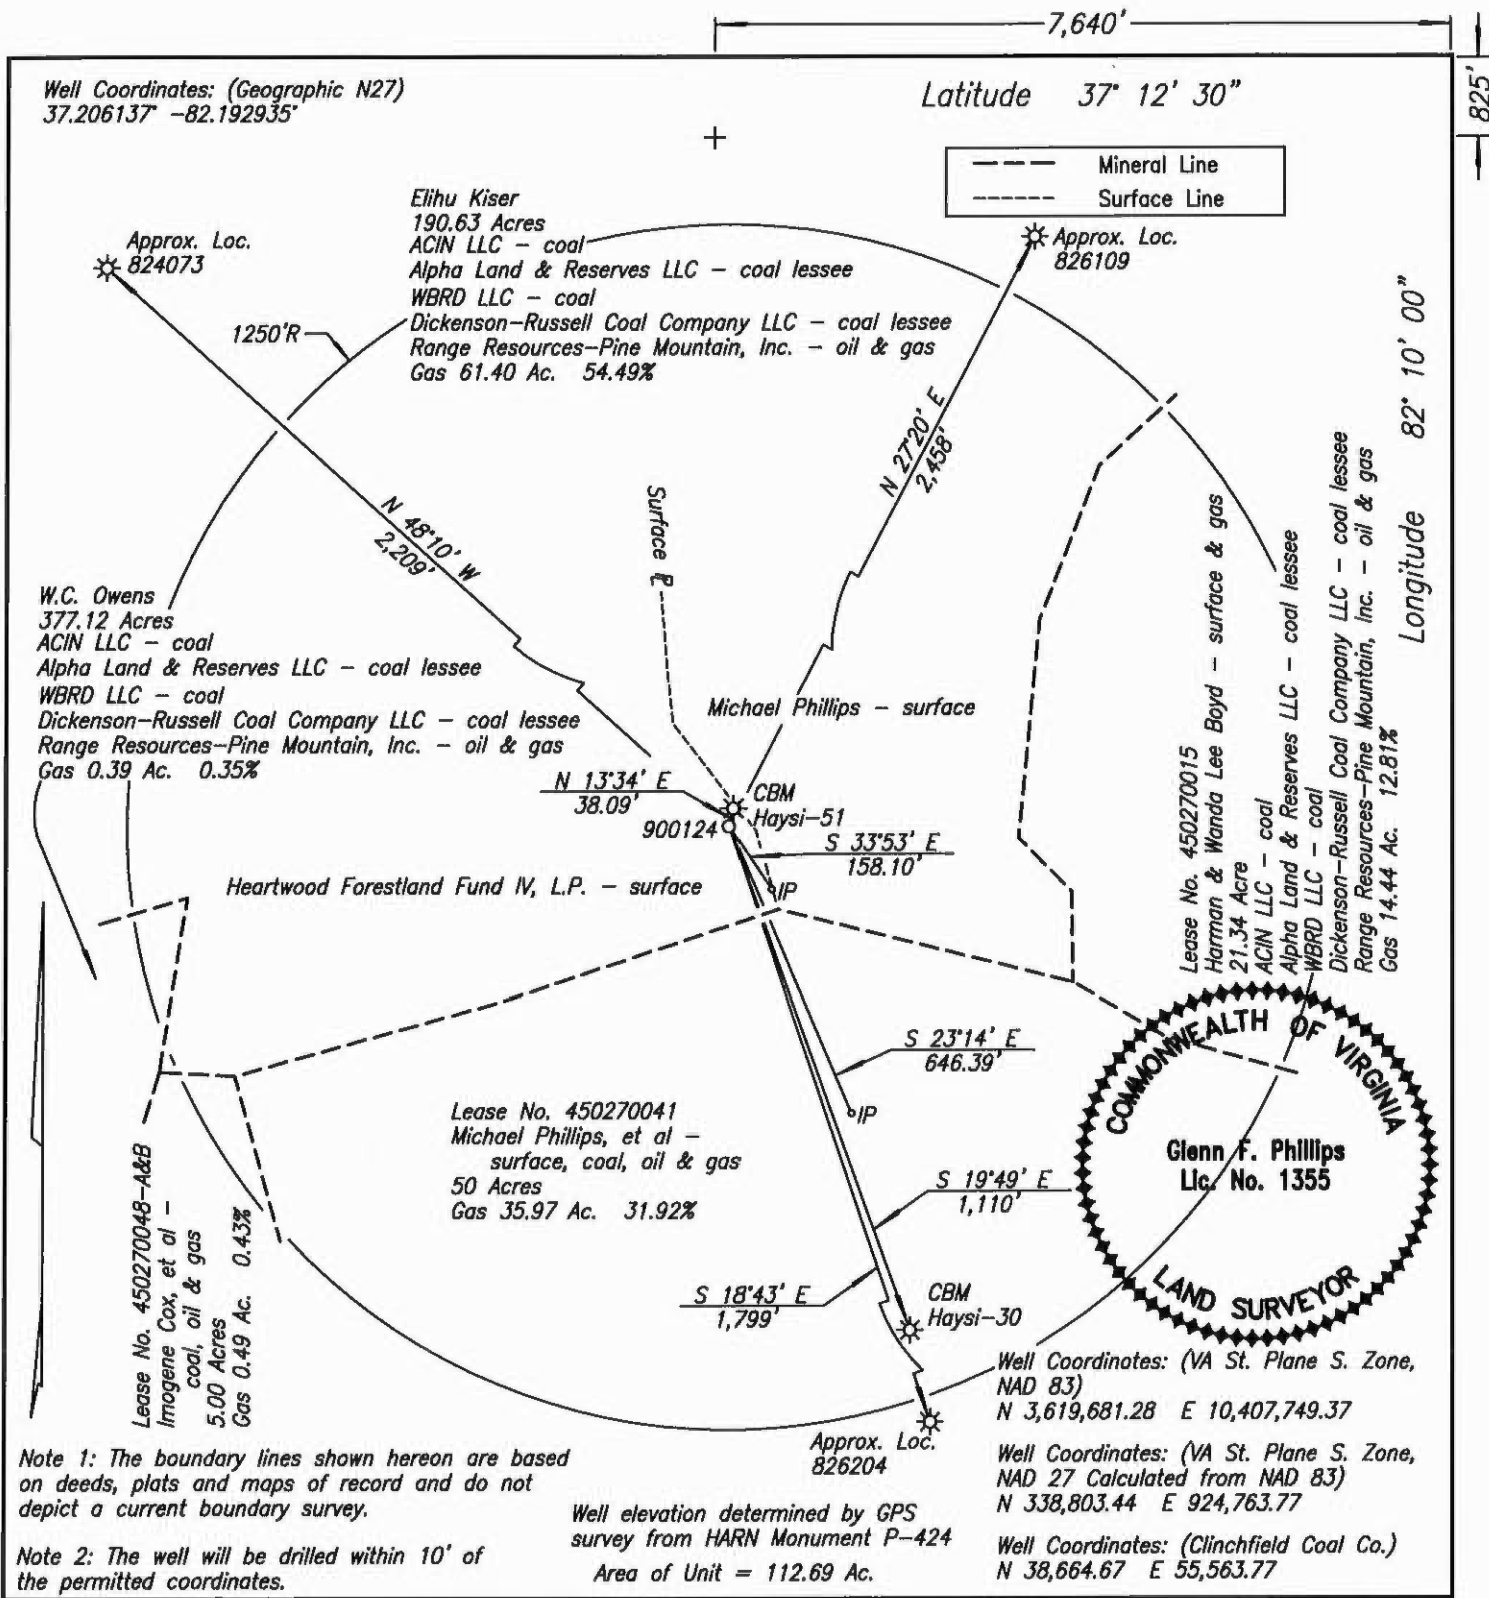 7,640'
825'
Well Coordinates: (Geographic N27)
37.206137° -82.192935°
Latitude 37° 12' 30"
Mineral Line
Surface Line
Elihu Kiser
190.63 Acres
ACIN LLC - coal
Alpha Land & Reserves LLC - coal lessee
WBRD LLC - coal
Dickenson-Russell Coal Company LLC - coal lessee
Range Resources-Pine Mountain, Inc. - oil & gas
Gas 61.40 Ac. 54.49%
Approx. Loc.
824073
Approx. Loc.
826109
1250'R
N 48°10' W
2,209'
N 27°20' E
2,458'
Surface PL
Longitude 82° 10' 00"
W.C. Owens
377.12 Acres
ACIN LLC - coal
Alpha Land & Reserves LLC - coal lessee
WBRD LLC - coal
Dickenson-Russell Coal Company LLC - coal lessee
Range Resources-Pine Mountain, Inc. - oil & gas
Gas 0.39 Ac. 0.35%
Michael Phillips - surface
Lease No. 450270015
Harman & Wanda Lee Boyd - surface & gas
21.34 Acre
ACIN LLC - coal
Alpha Land & Reserves LLC - coal lessee
WBRD LLC - coal
Dickenson-Russell Coal Company LLC - coal lessee
Range Resources-Pine Mountain, Inc. - oil & gas
Gas 14.44 Ac. 12.81%
N 13°34' E
38.09'
CBM
Haysi-51
900124
S 33°53' E
158.10'
IP
Heartwood Forestland Fund IV, L.P. - surface
S 23°14' E
646.39'
IP
Lease No. 450270041
Michael Phillips, et al -
surface, coal, oil & gas
50 Acres
Gas 35.97 Ac. 31.92%
S 19°49' E
1,110'
S 18°43' E
1,799'
CBM
Haysi-30
Approx. Loc.
826204
Lease No. 450270048-A&B
Imogene Cox, et al -
coal, oil & gas
5.00 Acres
Gas 0.49 Ac. 0.43%
COMMONWEALTH OF VIRGINIA
Glenn F. Phillips
Lic. No. 1355
LAND SURVEYOR
Well Coordinates: (VA St. Plane S. Zone,
NAD 83)
N 3,619,681.28 E 10,407,749.37
Well Coordinates: (VA St. Plane S. Zone,
NAD 27 Calculated from NAD 83)
N 338,803.44 E 924,763.77
Well Coordinates: (Clinchfield Coal Co.)
N 38,664.67 E 55,563.77
Note 1: The boundary lines shown hereon are based
on deeds, plats and maps of record and do not
depict a current boundary survey.
Note 2: The well will be drilled within 10' of
the permitted coordinates.
Well elevation determined by GPS
survey from HARN Monument P-424
Area of Unit = 112.69 Ac.